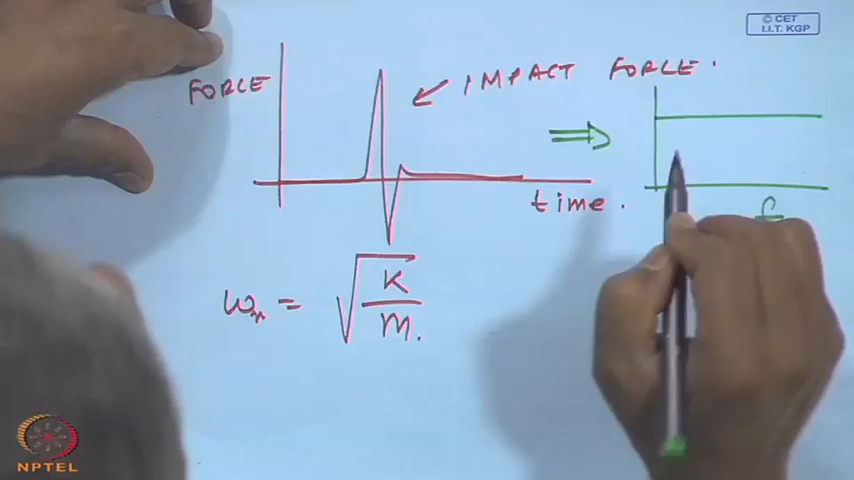 © CET
I.I.T. KGP
FORCE
IMPACT FORCE.
time.
f
ωn = √K/m.
NPTEL